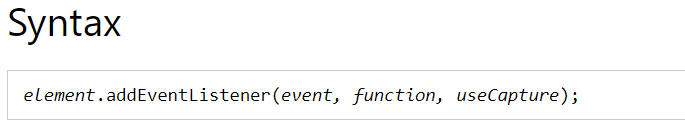 Syntax
element.addEventListener(event, function, useCapture);